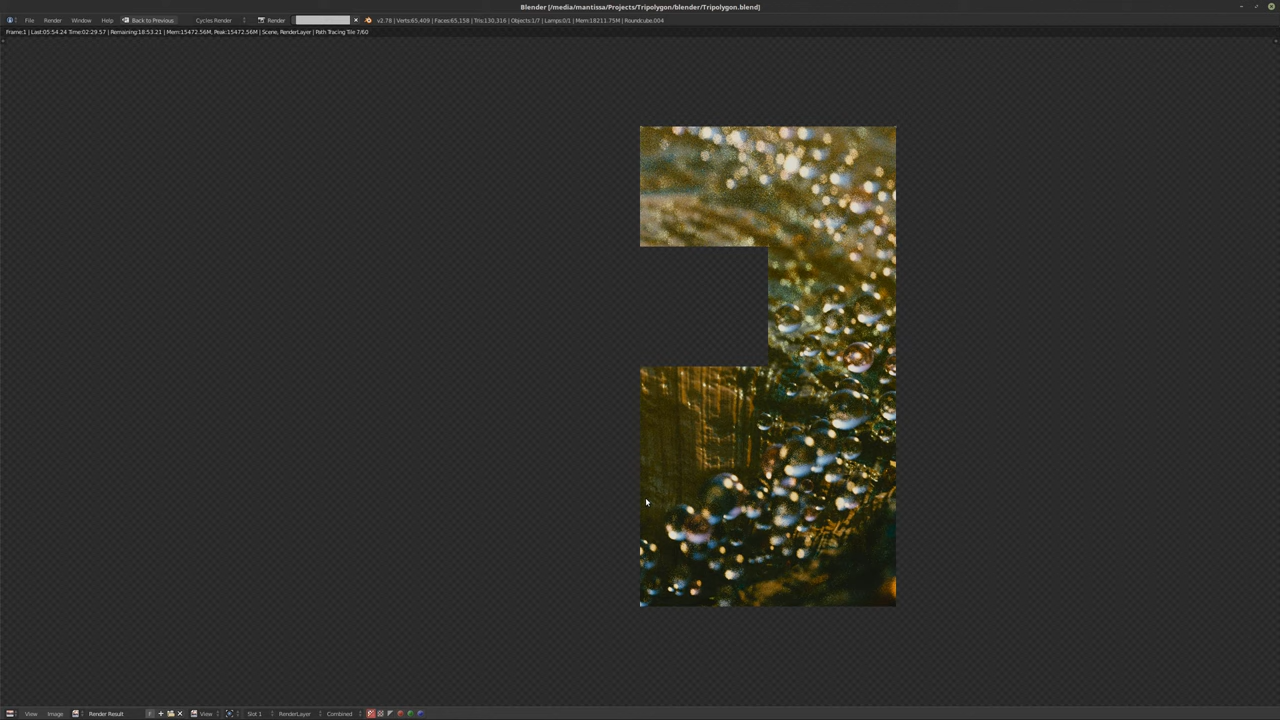 Blender [/media/mantissa/Projects/Tripolygon/blender/Tripolygon.blend]
File Render Window Help Back to Previous Cycles Render Render v2.78 | Verts:65,409 | Faces:65,158 | Tris:130,316 | Objects:1/7 | Lamps:0/1 | Mem:18211.75M | Roundcube.004
Frame:1 | Last:05:54.24 Time:02:29.57 | Remaining:18:53.21 | Mem:15472.56M, Peak:15472.56M | Scene, RenderLayer | Path Tracing Tile 7/60
View Image Render Result F View Slot 1 RenderLayer Combined